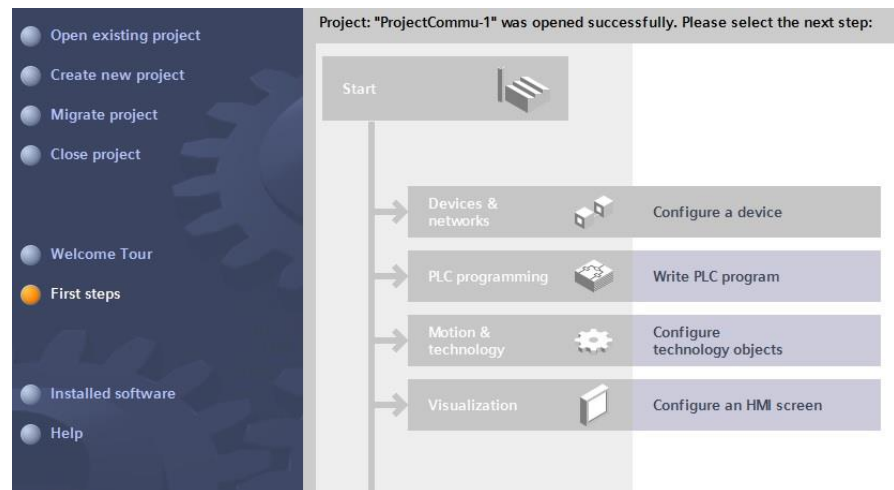 Open existing project
Create new project
Migrate project
Close project
Welcome Tour
First steps
Installed software
Help
Project: "ProjectCommu-1" was opened successfully. Please select the next step:
Start
Devices &
networks
Configure a device
PLC programming
Write PLC program
Motion &
technology
Configure
technology objects
Visualization
Configure an HMI screen